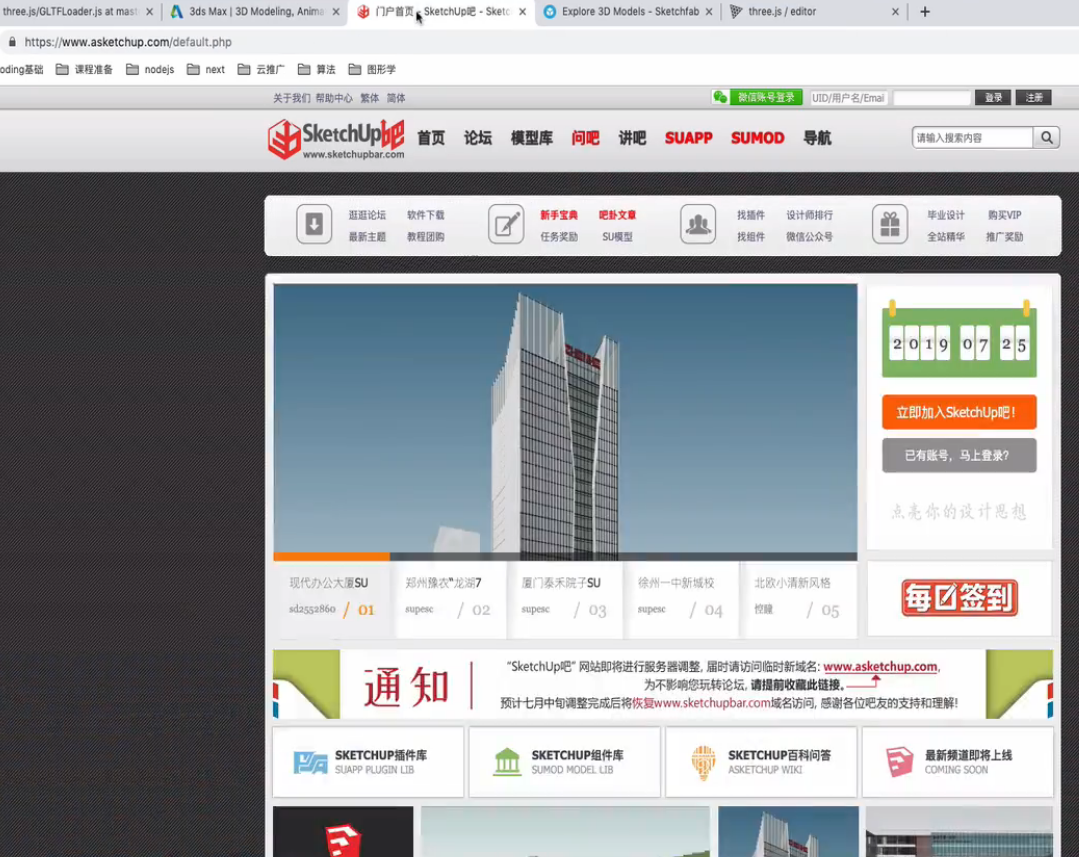 three.js/GLTFLoader.js at mast
3ds Max | 3D Modeling, Anima
门户首页 - SketchUp吧 - Sketc
Explore 3D Models - Sketchfab
three.js / editor
https://www.asketchup.com/default.php
oding基础 课程准备 nodejs next 云推广 算法 图形学
关于我们 帮助中心 繁体 简体
微信账号登录 UID/用户名/Email 登录 注册
SketchUp吧
www.sketchupbar.com
首页 论坛 模型库 问吧 讲吧 SUAPP SUMOD 导航
请输入搜索内容
逛逛论坛 软件下载 新手宝典 吧卦文章 找插件 设计师排行 毕业设计 购买VIP
最新主题 教程团购 任务奖励 SU模型 找组件 微信公众号 全站精华 推广奖励
2019 07 25
立即加入SketchUp吧!
已有账号，马上登录?
点亮你的设计思想
现代办公大厦SU 郑州豫农“龙湖7 厦门泰禾院子SU 徐州一中新城校 北欧小清新风格
sd2552860 / 01 supesc / 02 supesc / 03 supesc / 04 / 05
每日签到
通知
“SketchUp吧” 网站即将进行服务器调整, 届时请访问临时新域名: www.asketchup.com,
为不影响您玩转论坛, 请提前收藏此链接。
预计七月中旬调整完成后将恢复www.sketchupbar.com域名访问, 感谢各位吧友的支持和理解!
SKETCHUP插件库
SUAPP PLUGIN LIB
SKETCHUP组件库
SUMOD MODEL LIB
SKETCHUP百科问答
ASKETCHUP WIKI
最新频道即将上线
COMING SOON